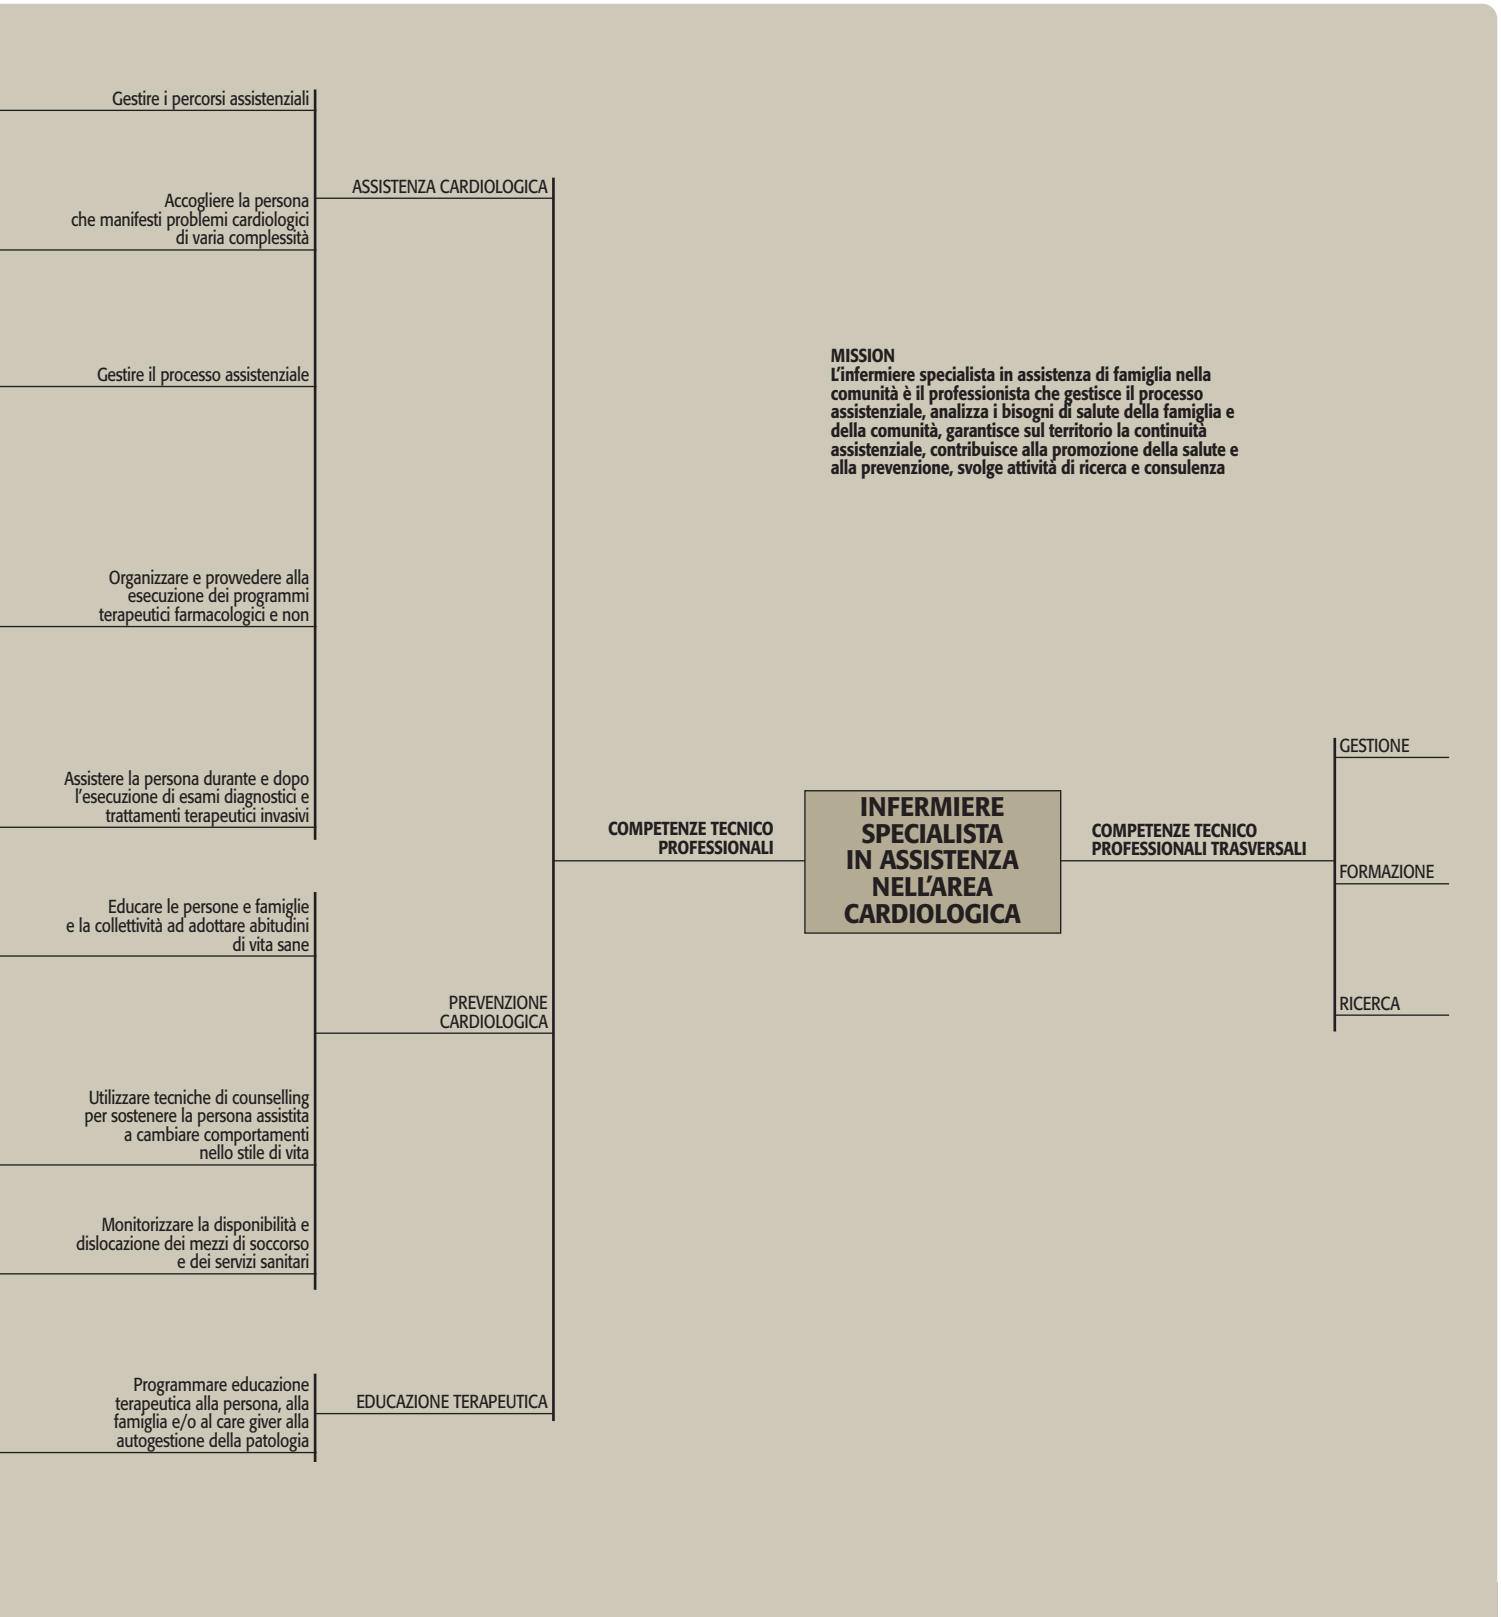 Gestire i percorsi assistenziali
Accogliere la persona
che manifesti problemi cardiologici
di varia complessità
Gestire il processo assistenziale
Organizzare e provvedere alla
esecuzione dei programmi
terapeutici farmacologici e non
Assistere la persona durante e dopo
l'esecuzione di esami diagnostici e
trattamenti terapeutici invasivi
ASSISTENZA CARDIOLOGICA
Educare le persone e famiglie
e la collettività ad adottare abitudini
di vita sane
Utilizzare tecniche di counselling
per sostenere la persona assistita
a cambiare comportamenti
nello stile di vita
Monitorizzare la disponibilità e
dislocazione dei mezzi di soccorso
e dei servizi sanitari
PREVENZIONE
CARDIOLOGICA
Programmare educazione
terapeutica alla persona, alla
famiglia e/o al care giver alla
autogestione della patologia
EDUCAZIONE TERAPEUTICA
COMPETENZE TECNICO
PROFESSIONALI
MISSION
L'infermiere specialista in assistenza di famiglia nella
comunità è il professionista che gestisce il processo
assistenziale, analizza i bisogni di salute della famiglia e
della comunità, garantisce sul territorio la continuità
assistenziale, contribuisce alla promozione della salute e
alla prevenzione, svolge attività di ricerca e consulenza
INFERMIERE
SPECIALISTA
IN ASSISTENZA
NELL'AREA
CARDIOLOGICA
COMPETENZE TECNICO
PROFESSIONALI TRASVERSALI
GESTIONE
FORMAZIONE
RICERCA